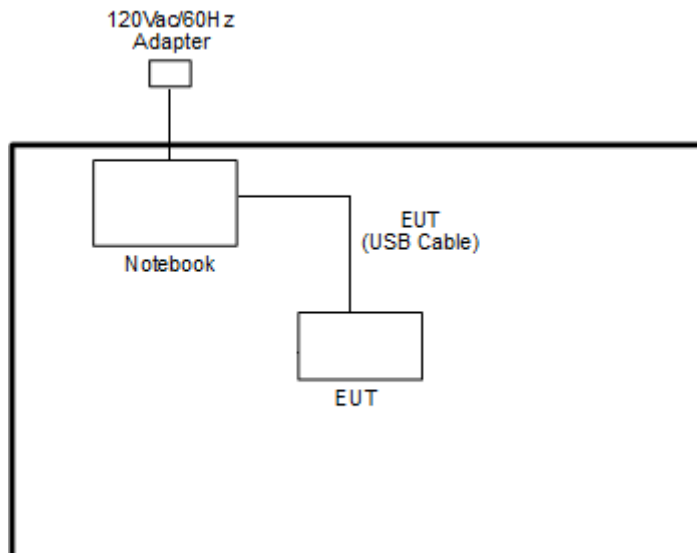 120Vac/60Hz
Adapter
EUT
(USB Cable)
Notebook
EUT